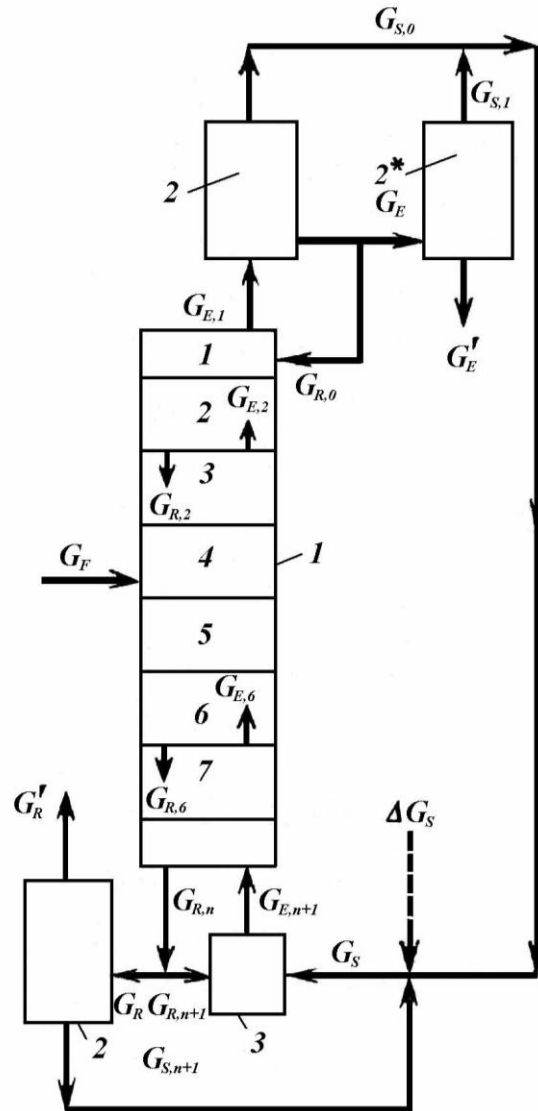 G_{S,0}
G_{S,1}
2
2*
G_E
G_{E,1}
G'_E
1
G_{R,0}
2
G_{E,2}
3
G_{R,2}
G_F
4
1
5
G_{E,6}
6
7
G_{R,6}
G'_R
ΔG_S
G_{R,n}
G_{E,n+1}
G_S
G_R G_{R,n+1}
2
3
G_{S,n+1}